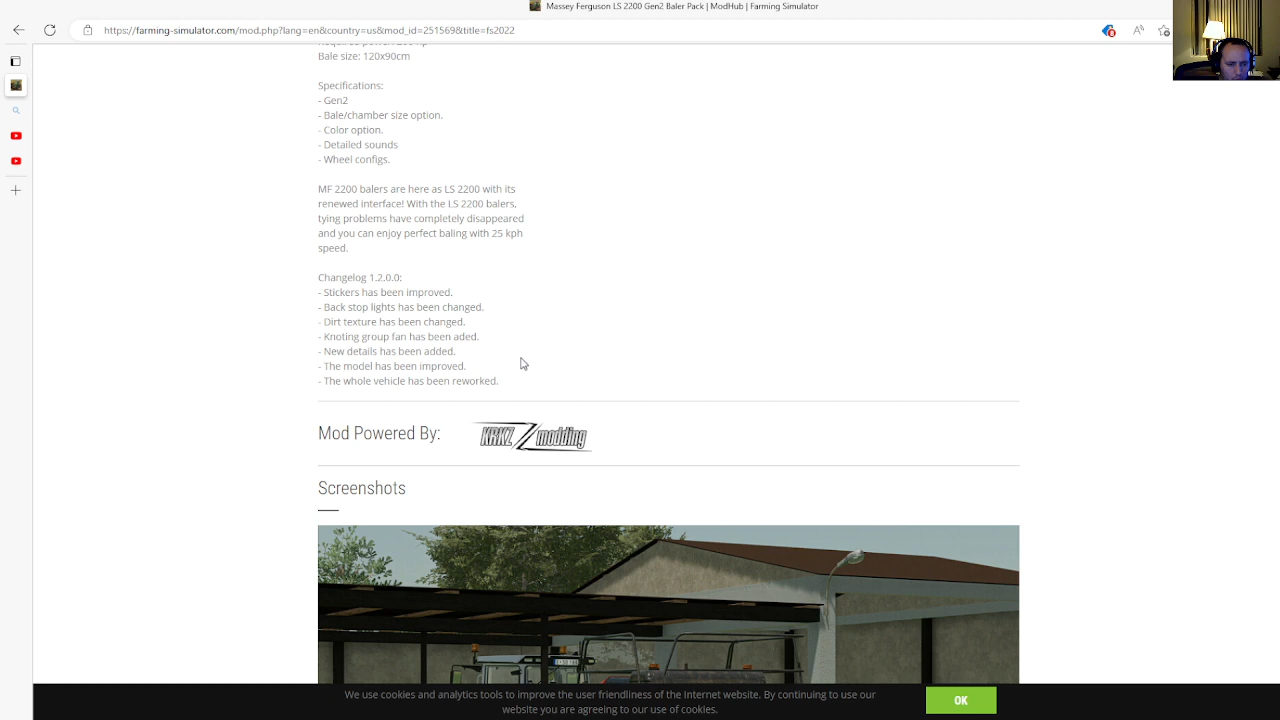 Massey Ferguson LS 2200 Gen2 Baler Pack | ModHub | Farming Simulator
https://farming-simulator.com/mod.php?lang=en&country=us&mod_id=251569&title=fs2022
Bale size: 120x90cm
Specifications:
- Gen2
- Bale/chamber size option.
- Color option.
- Detailed sounds
- Wheel configs.
MF 2200 balers are here as LS 2200 with its
renewed interface! With the LS 2200 balers,
tying problems have completely disappeared
and you can enjoy perfect baling with 25 kph
speed.
Changelog 1.2.0.0:
- Stickers has been improved.
- Back stop lights has been changed.
- Dirt texture has been changed.
- Knoting group fan has been aded.
- New details has been added.
- The model has been improved.
- The whole vehicle has been reworked.
Mod Powered By:
KRKZ modding
Screenshots
We use cookies and analytics tools to improve the user friendliness of the Internet website. By continuing to use our
website you are agreeing to our use of cookies.
OK